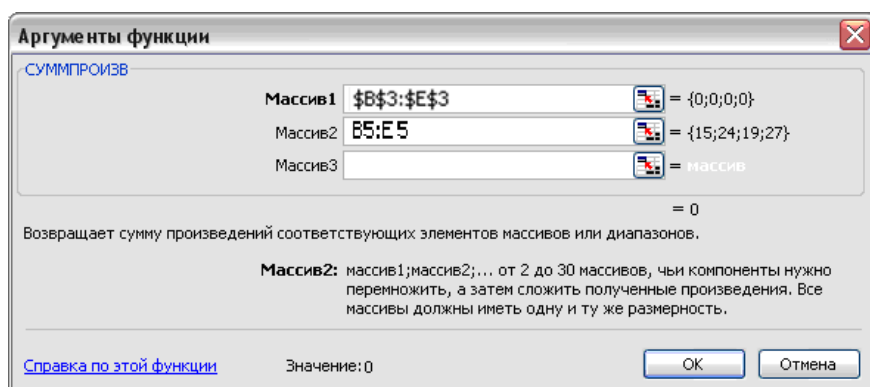 Аргументы функции
СУММПРОИЗВ
Массив1 $B$3:$E$3 = {0;0;0;0}
Массив2 B5:E5 = {15;24;19;27}
Массив3 = массив
= 0
Возвращает сумму произведений соответствующих элементов массивов или диапазонов.
Массив2: массив1;массив2;... от 2 до 30 массивов, чьи компоненты нужно
перемножить, а затем сложить полученные произведения. Все
массивы должны иметь одну и ту же размерность.
Справка по этой функции Значение:0 OK Отмена